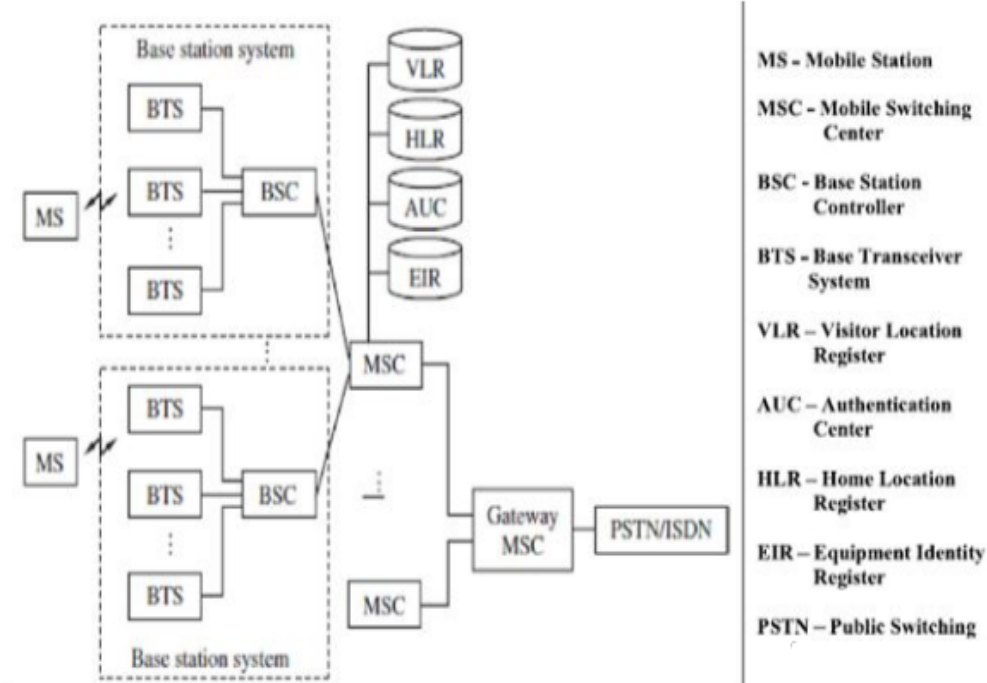 Base station system
BTS
BTS
BTS
BSC
MS
VLR
HLR
AUC
EIR
MSC
BTS
BTS
BTS
BSC
MS
Base station system
MSC
Gateway
MSC
PSTN/ISDN
MS - Mobile Station
MSC - Mobile Switching
Center
BSC - Base Station
Controller
BTS - Base Transceiver
System
VLR – Visitor Location
Register
AUC – Authentication
Center
HLR – Home Location
Register
EIR – Equipment Identity
Register
PSTN – Public Switching